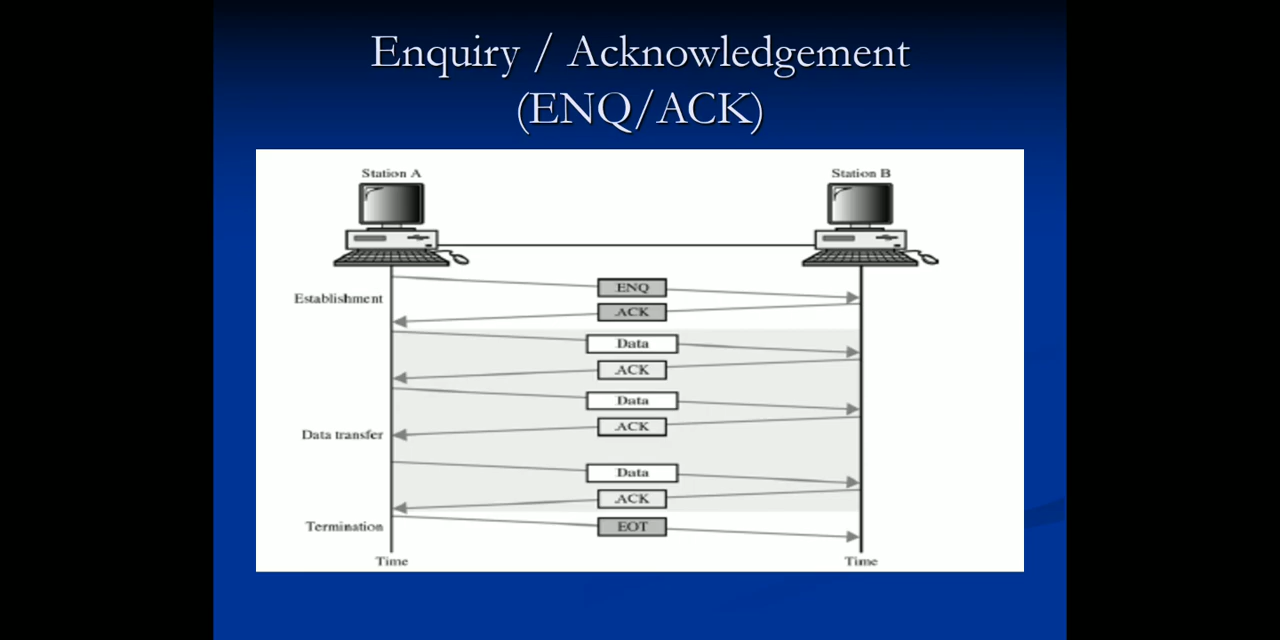 Enquiry / Acknowledgement
(ENQ/ACK)
Station A
Station B
ENQ
Establishment
ACK
Data
ACK
Data
ACK
Data transfer
Data
ACK
Termination
EOT
Time
Time